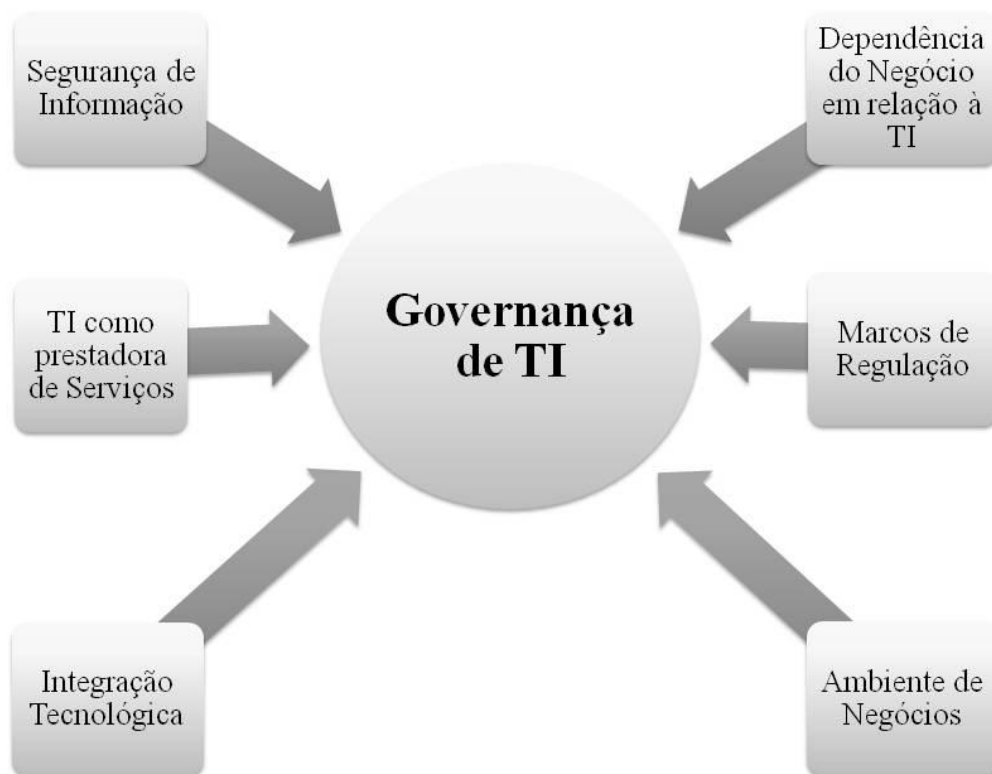 Segurança de
Informação
Dependência
do Negócio
em relação à
TI
Governança
de TI
TI como
prestadora
de Serviços
Marcos de
Regulação
Integração
Tecnológica
Ambiente de
Negócios